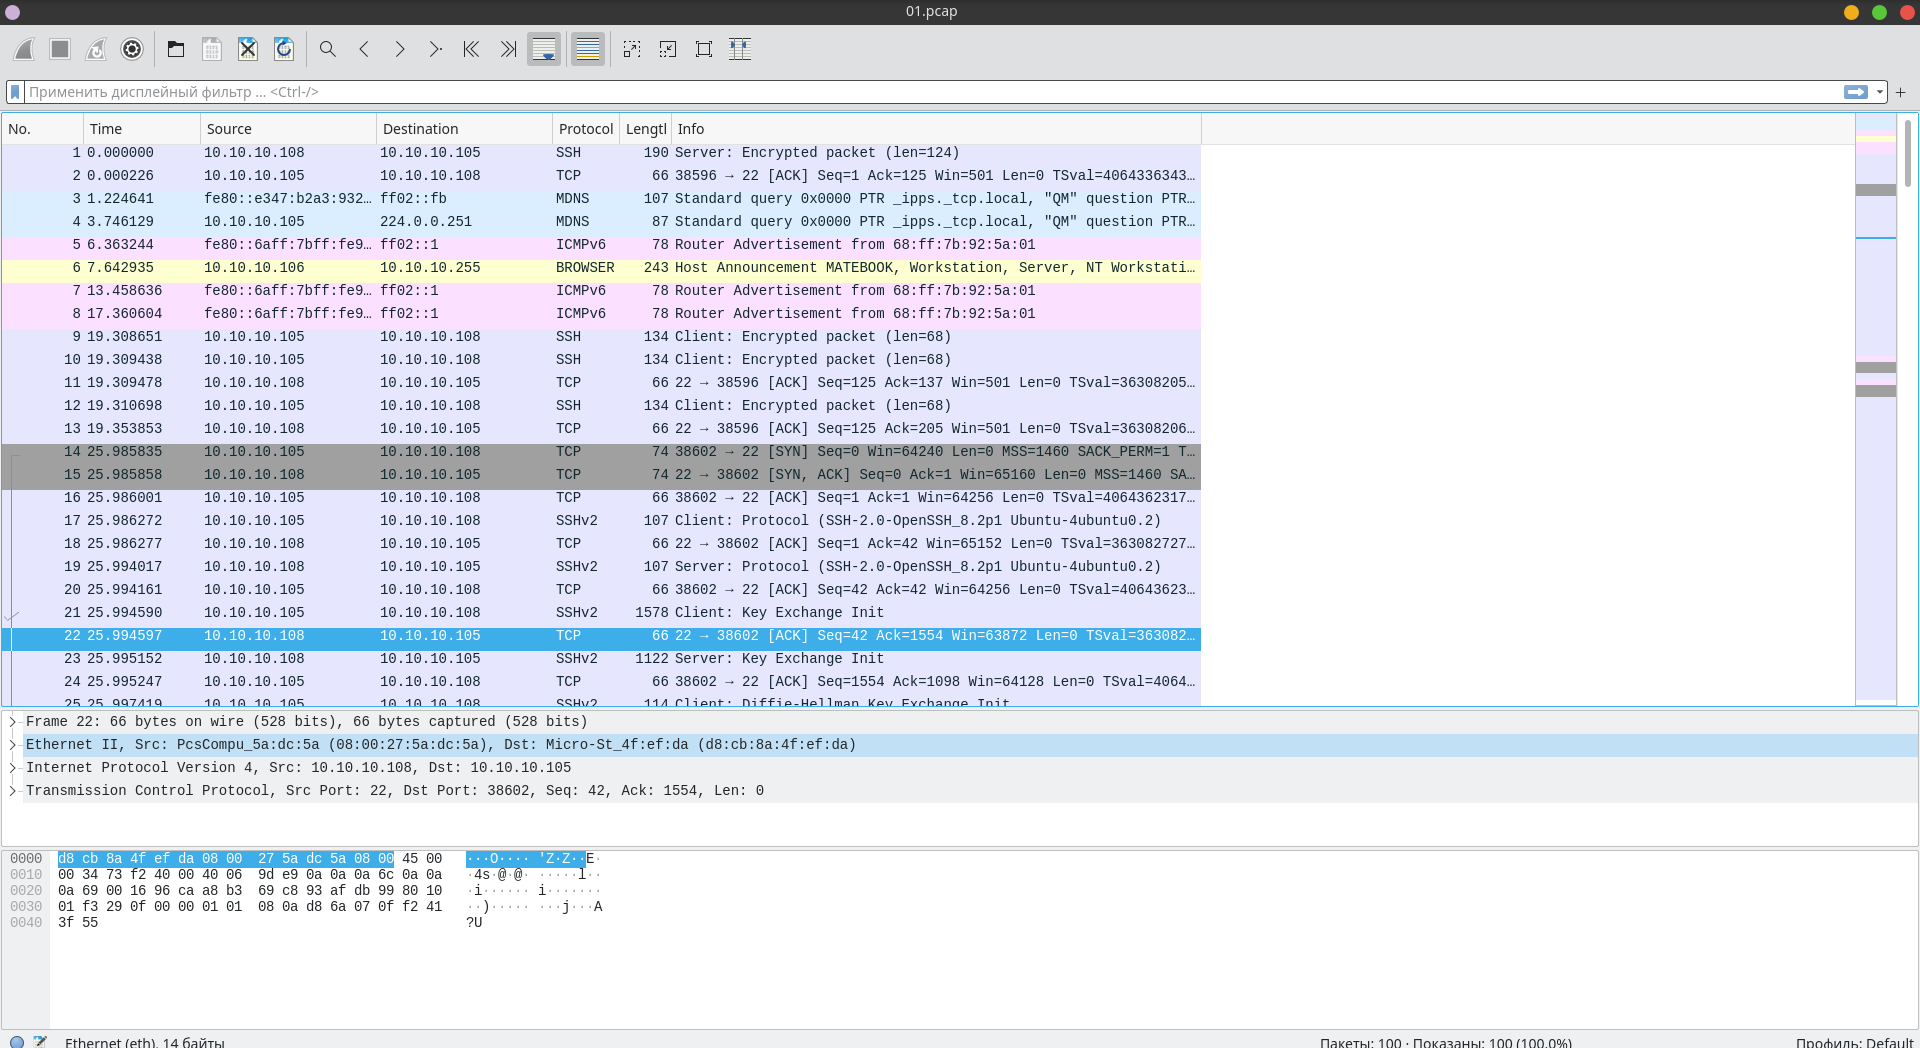 01.pcap
Применить дисплейный фильтр ... <Ctrl-/>
No. Time Source Destination Protocol Lengtl Info
1 0.000000 10.10.10.108 10.10.10.105 SSH 190 Server: Encrypted packet (len=124)
2 0.000226 10.10.10.105 10.10.10.108 TCP 66 38596 → 22 [ACK] Seq=1 Ack=125 Win=501 Len=0 TSval=4064336343…
3 1.224641 fe80::e347:b2a3:932… ff02::fb MDNS 107 Standard query 0x0000 PTR _ipps._tcp.local, "QM" question PTR…
4 3.746129 10.10.10.105 224.0.0.251 MDNS 87 Standard query 0x0000 PTR _ipps._tcp.local, "QM" question PTR…
5 6.363244 fe80::6aff:7bff:fe9… ff02::1 ICMPv6 78 Router Advertisement from 68:ff:7b:92:5a:01
6 7.642935 10.10.10.106 10.10.10.255 BROWSER 243 Host Announcement MATEBOOK, Workstation, Server, NT Workstati…
7 13.458636 fe80::6aff:7bff:fe9… ff02::1 ICMPv6 78 Router Advertisement from 68:ff:7b:92:5a:01
8 17.360604 fe80::6aff:7bff:fe9… ff02::1 ICMPv6 78 Router Advertisement from 68:ff:7b:92:5a:01
9 19.308651 10.10.10.105 10.10.10.108 SSH 134 Client: Encrypted packet (len=68)
10 19.309438 10.10.10.105 10.10.10.108 SSH 134 Client: Encrypted packet (len=68)
11 19.309478 10.10.10.108 10.10.10.105 TCP 66 22 → 38596 [ACK] Seq=125 Ack=137 Win=501 Len=0 TSval=36308205…
12 19.310698 10.10.10.105 10.10.10.108 SSH 134 Client: Encrypted packet (len=68)
13 19.353853 10.10.10.108 10.10.10.105 TCP 66 22 → 38596 [ACK] Seq=125 Ack=205 Win=501 Len=0 TSval=36308206…
14 25.985835 10.10.10.105 10.10.10.108 TCP 74 38602 → 22 [SYN] Seq=0 Win=64240 Len=0 MSS=1460 SACK_PERM=1 T…
15 25.985858 10.10.10.108 10.10.10.105 TCP 74 22 → 38602 [SYN, ACK] Seq=0 Ack=1 Win=65160 Len=0 MSS=1460 SA…
16 25.986001 10.10.10.105 10.10.10.108 TCP 66 38602 → 22 [ACK] Seq=1 Ack=1 Win=64256 Len=0 TSval=4064362317…
17 25.986272 10.10.10.105 10.10.10.108 SSHv2 107 Client: Protocol (SSH-2.0-OpenSSH_8.2p1 Ubuntu-4ubuntu0.2)
18 25.986277 10.10.10.108 10.10.10.105 TCP 66 22 → 38602 [ACK] Seq=1 Ack=42 Win=65152 Len=0 TSval=363082727…
19 25.994017 10.10.10.108 10.10.10.105 SSHv2 107 Server: Protocol (SSH-2.0-OpenSSH_8.2p1 Ubuntu-4ubuntu0.2)
20 25.994161 10.10.10.105 10.10.10.108 TCP 66 38602 → 22 [ACK] Seq=42 Ack=42 Win=64256 Len=0 TSval=40643623…
21 25.994590 10.10.10.105 10.10.10.108 SSHv2 1578 Client: Key Exchange Init
22 25.994597 10.10.10.108 10.10.10.105 TCP 66 22 → 38602 [ACK] Seq=42 Ack=1554 Win=63872 Len=0 TSval=363082…
23 25.995152 10.10.10.108 10.10.10.105 SSHv2 1122 Server: Key Exchange Init
24 25.995247 10.10.10.105 10.10.10.108 TCP 66 38602 → 22 [ACK] Seq=1554 Ack=1098 Win=64128 Len=0 TSval=4064…
25 25.997419 10.10.10.105 10.10.10.108 SSHv2 114 Client: Diffie-Hellman Key Exchange Init
Frame 22: 66 bytes on wire (528 bits), 66 bytes captured (528 bits)
Ethernet II, Src: PcsCompu_5a:dc:5a (08:00:27:5a:dc:5a), Dst: Micro-St_4f:ef:da (d8:cb:8a:4f:ef:da)
Internet Protocol Version 4, Src: 10.10.10.108, Dst: 10.10.10.105
Transmission Control Protocol, Src Port: 22, Dst Port: 38602, Seq: 42, Ack: 1554, Len: 0
0000 d8 cb 8a 4f ef da 08 00 27 5a dc 5a 08 00 45 00 ···O···· 'Z·Z··E·
0010 00 34 73 f2 40 00 40 06 9d e9 0a 0a 0a 6c 0a 0a ·4s·@·@· ·····l··
0020 0a 69 00 16 96 ca a8 b3 69 c8 93 af db 99 80 10 ·i······ i·······
0030 01 f3 29 0f 00 00 01 01 08 0a d6 6a 07 0f f2 41 ··)····· ···j···A
0040 3f 55 ?U
Ethernet (eth), 14 байты Пакеты: 100 · Показаны: 100 (100.0%) Профиль: Default